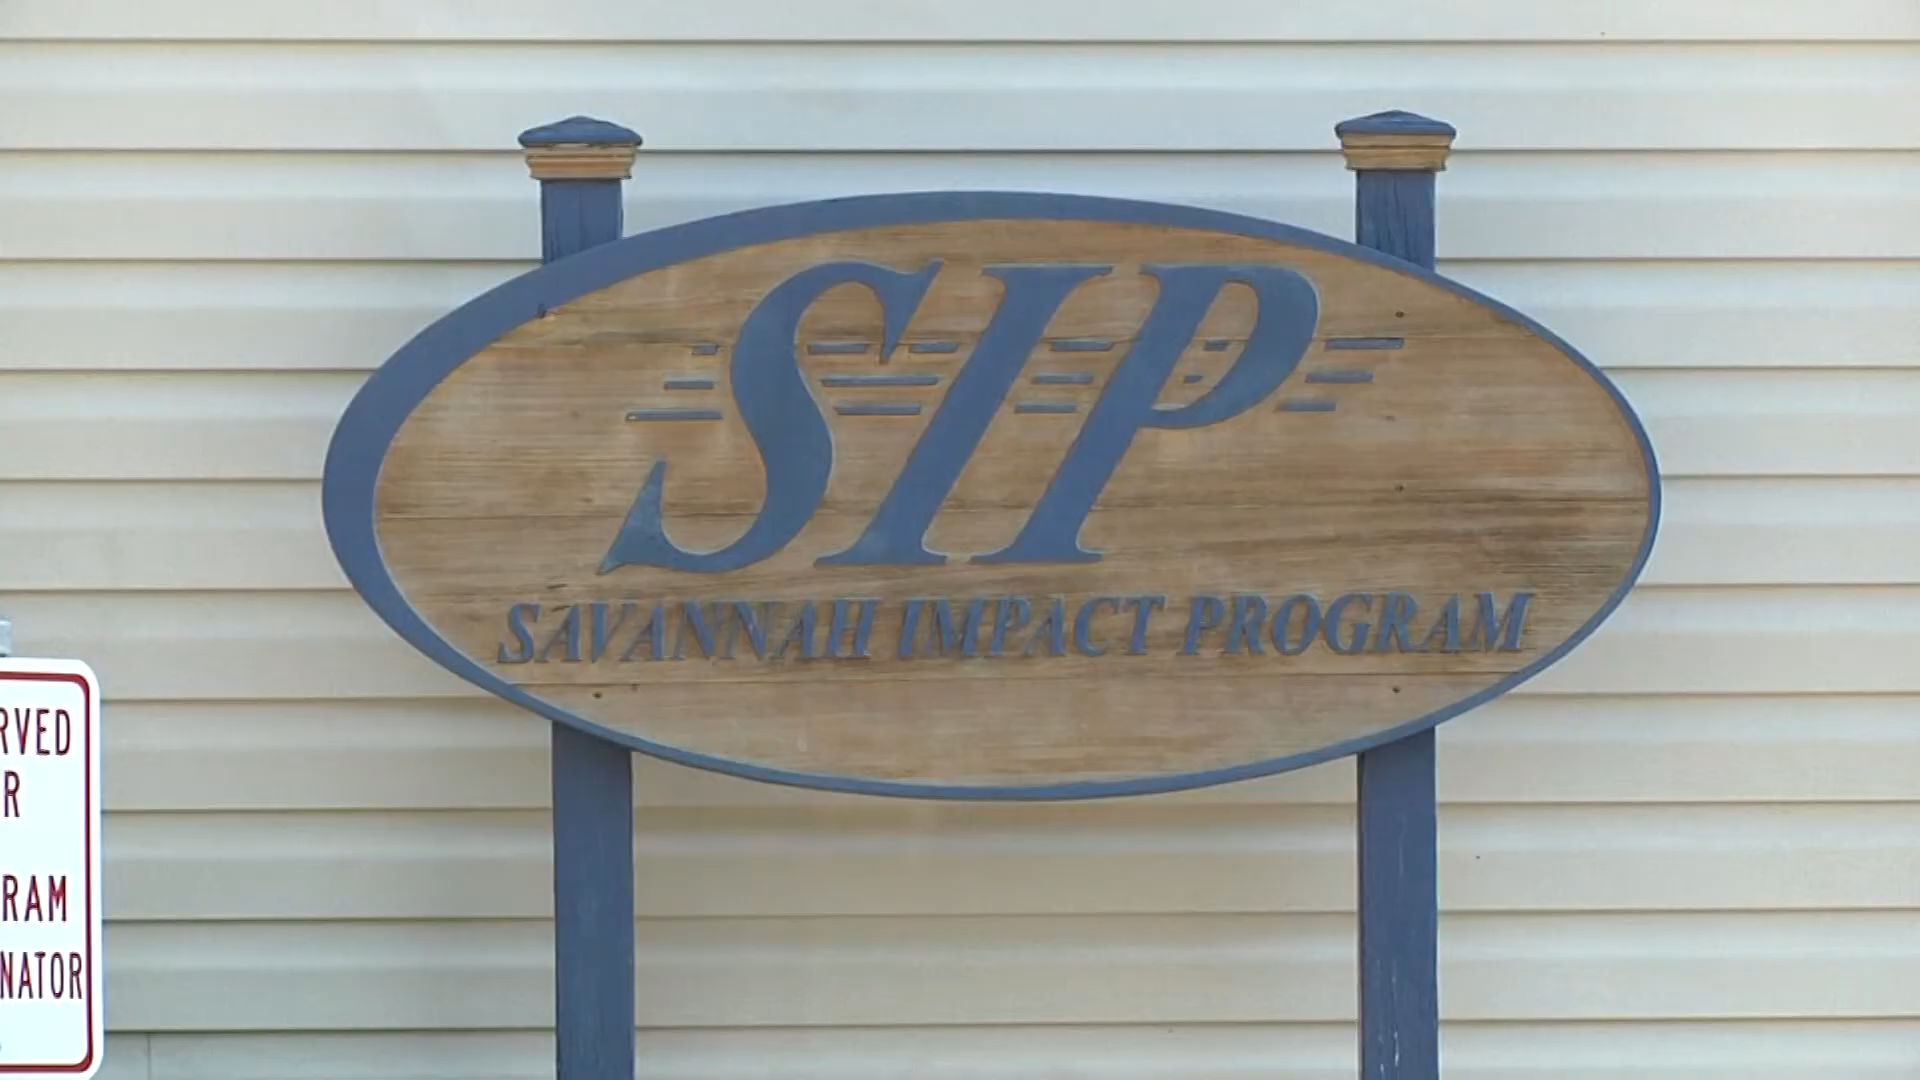 SIP
SAVANNAH IMPACT PROGRAM
RVED
R
RAM
NATOR